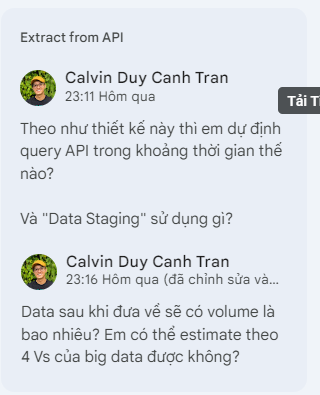 Extract from API
Calvin Duy Canh Tran
23:11 Hôm qua
Tải T
Theo như thiết kế này thì em dự định
query API trong khoảng thời gian thế
nào?
Và "Data Staging" sử dụng gì?
Calvin Duy Canh Tran
23:16 Hôm qua (đã chỉnh sửa và...
Data sau khi đưa về sẽ có volume là
bao nhiêu? Em có thể estimate theo
4 Vs của big data được không?